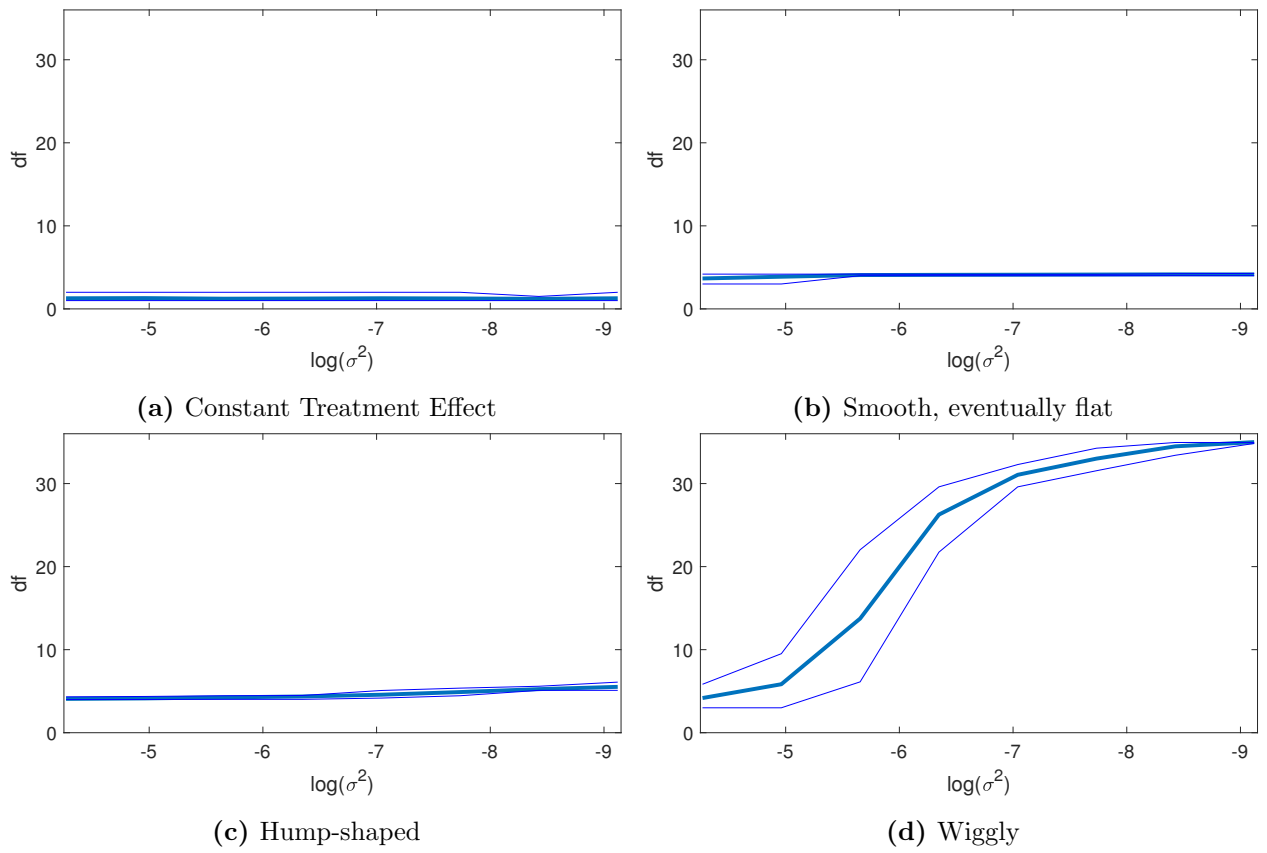 30
20
10
0
df
-5 -6 -7 -8 -9
log(σ²)
(a) Constant Treatment Effect
30
20
10
0
df
-5 -6 -7 -8 -9
log(σ²)
(b) Smooth, eventually flat
30
20
10
0
df
-5 -6 -7 -8 -9
log(σ²)
(c) Hump-shaped
30
20
10
0
df
-5 -6 -7 -8 -9
log(σ²)
(d) Wiggly